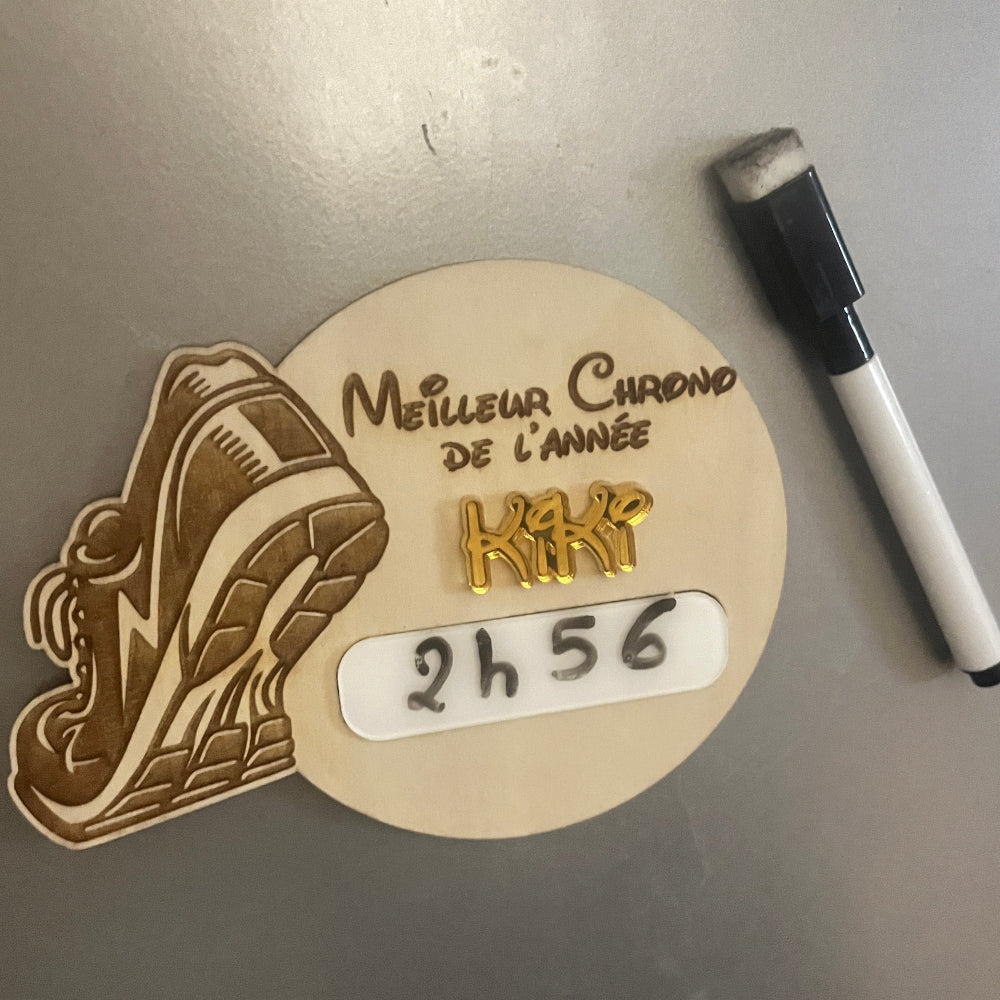 MEILLEUR CHRONO
DE L'ANNÉE
KiKi
2h56